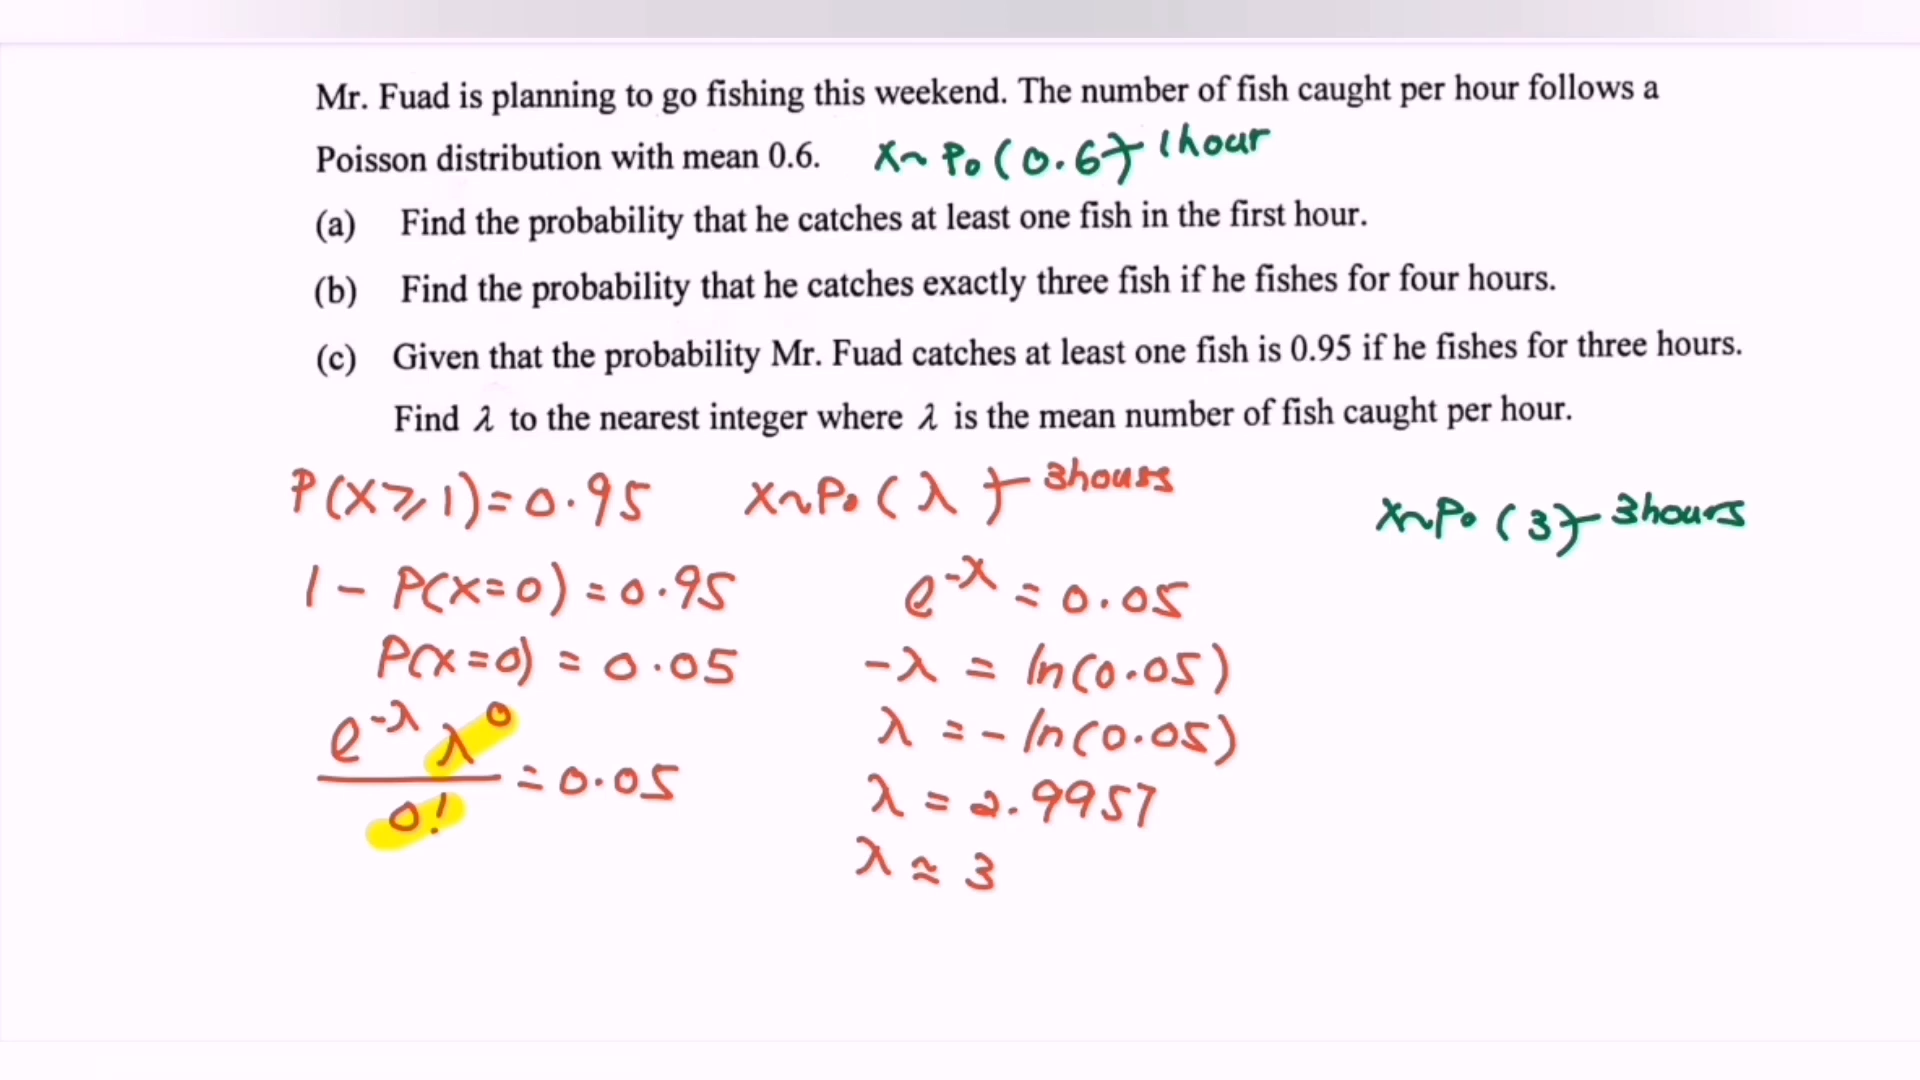 Mr. Fuad is planning to go fishing this weekend. The number of fish caught per hour follows a
Poisson distribution with mean 0.6. X~Po(0.6) - 1hour
(a) Find the probability that he catches at least one fish in the first hour.
(b) Find the probability that he catches exactly three fish if he fishes for four hours.
(c) Given that the probability Mr. Fuad catches at least one fish is 0.95 if he fishes for three hours.
Find λ to the nearest integer where λ is the mean number of fish caught per hour.
P(X⩾1)=0.95 X~Po(λ) - 3hours
X~Po(3) - 3hours
1 - P(X=0) = 0.95
P(X=0) = 0.05
e^-λ λ^0 / 0! = 0.05
e^-λ = 0.05
-λ = ln(0.05)
λ = -ln(0.05)
λ = 2.9957
λ ≈ 3